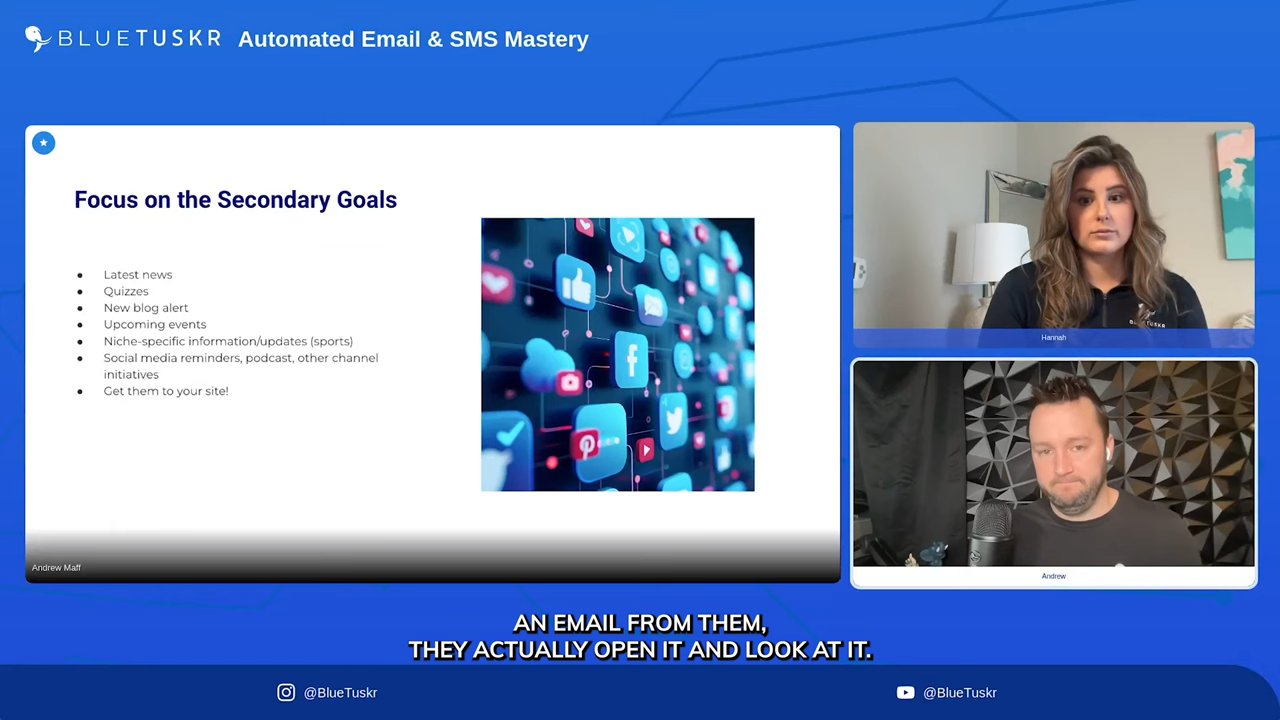 BLUETUSKR Automated Email & SMS Mastery
Focus on the Secondary Goals
● Latest news
● Quizzes
● New blog alert
● Upcoming events
● Niche-specific information/updates (sports)
● Social media reminders, podcast, other channel
initiatives
● Get them to your site!
Andrew Maff
BLUETUSKR
Hannah
Andrew
AN EMAIL FROM THEM,
THEY ACTUALLY OPEN IT AND LOOK AT IT.
@BlueTuskr
@BlueTuskr